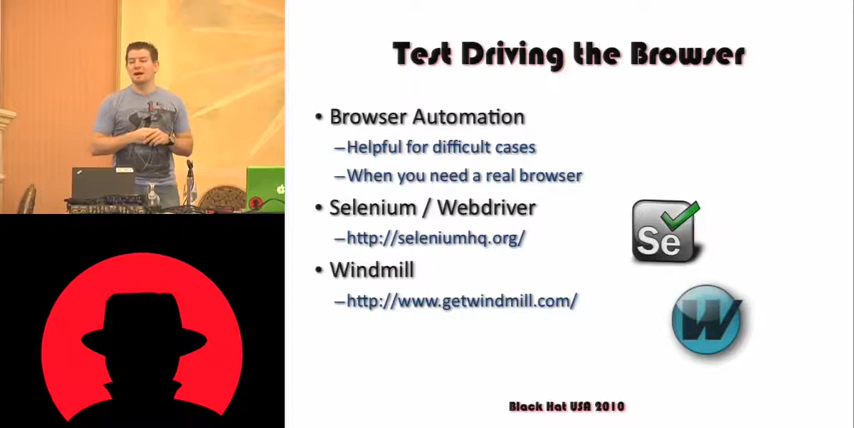 Test Driving the Browser
• Browser Automation
–Helpful for difficult cases
–When you need a real browser
• Selenium / Webdriver
–http://seleniumhq.org/
Se
• Windmill
–http://www.getwindmill.com/
W
Black Hat USA 2010